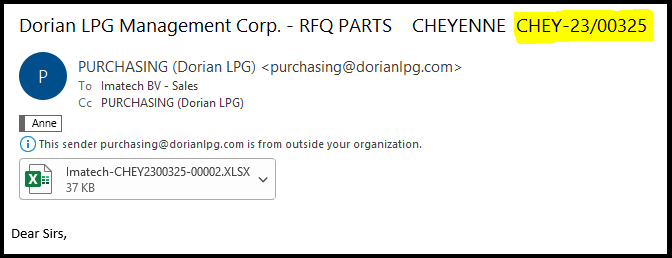 Dorian LPG Management Corp. - RFQ PARTS CHEYENNE CHEY-23/00325
P
PURCHASING (Dorian LPG) <purchasing@dorianlpg.com>
To Imatech BV - Sales
Cc PURCHASING (Dorian LPG)
Anne
i This sender purchasing@dorianlpg.com is from outside your organization.
X
Imatech-CHEY2300325-00002.XLSX
37 KB
Dear Sirs,